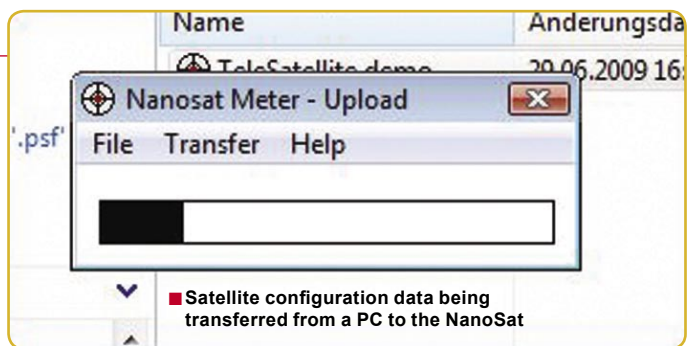 Name Änderungsda
TeleSatellite demo 29.06.2009 16:
Nanosat Meter - Upload
'.psf'
File Transfer Help
Satellite configuration data being
transferred from a PC to the NanoSat